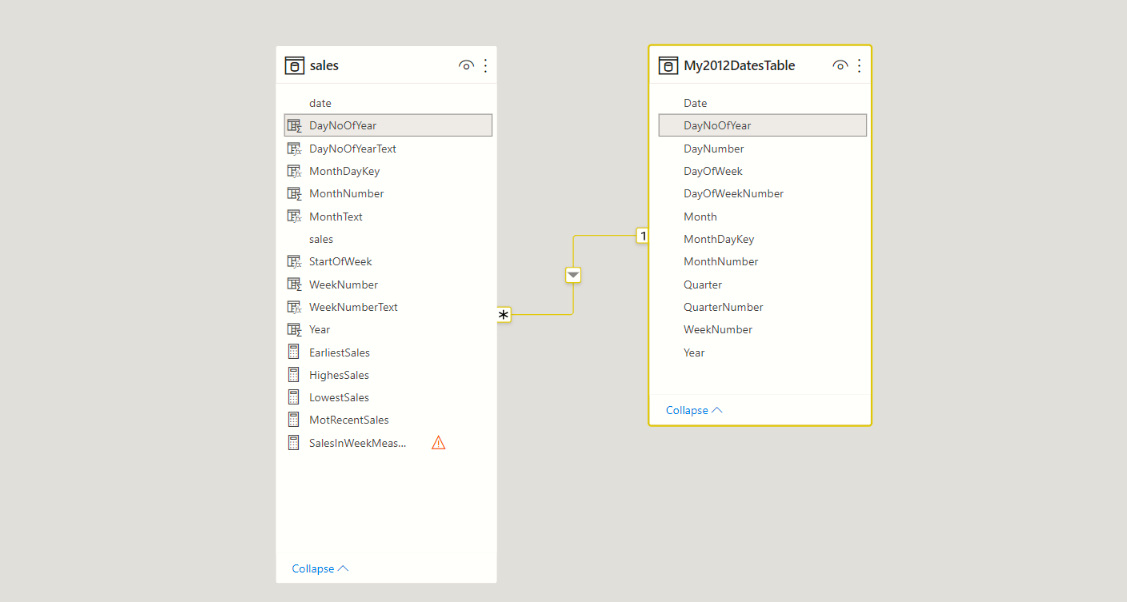 sales
date
DayNoOfYear
DayNoOfYearText
MonthDayKey
MonthNumber
MonthText
sales
StartOfWeek
WeekNumber
WeekNumberText
Year
EarliestSales
HighesSales
LowestSales
MotRecentSales
SalesInWeekMeas...
Collapse
*
1
My2012DatesTable
Date
DayNoOfYear
DayNumber
DayOfWeek
DayOfWeekNumber
Month
MonthDayKey
MonthNumber
Quarter
QuarterNumber
WeekNumber
Year
Collapse